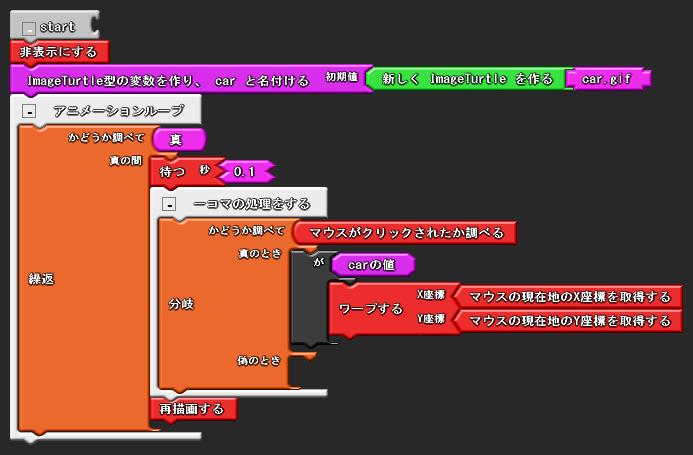 start
非表示にする
ImageTurtle型の変数を作り、 car と名付ける 初期値 新しく ImageTurtle を作る car.gif
アニメーションループ
かどうか調べて 真
真の間
待つ 秒 0.1
一コマの処理をする
かどうか調べて マウスがクリックされたか調べる
真のとき
が carの値
繰返
分岐
ワープする X座標 マウスの現在地のX座標を取得する
Y座標 マウスの現在地のY座標を取得する
偽のとき
再描画する